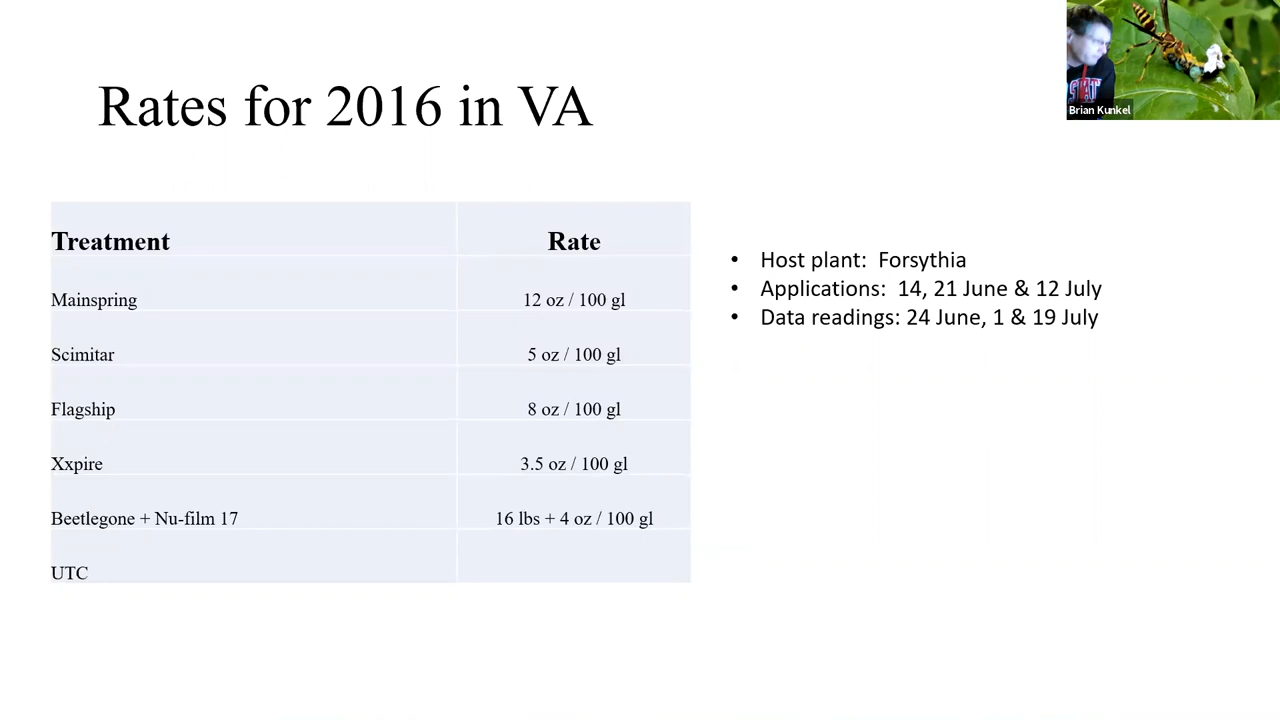 Rates for 2016 in VA
Brian Kunkel
Treatment Rate
Mainspring 12 oz / 100 gl
Scimitar 5 oz / 100 gl
Flagship 8 oz / 100 gl
Xxpire 3.5 oz / 100 gl
Beetlegone + Nu-film 17 16 lbs + 4 oz / 100 gl
UTC
• Host plant: Forsythia
• Applications: 14, 21 June & 12 July
• Data readings: 24 June, 1 & 19 July